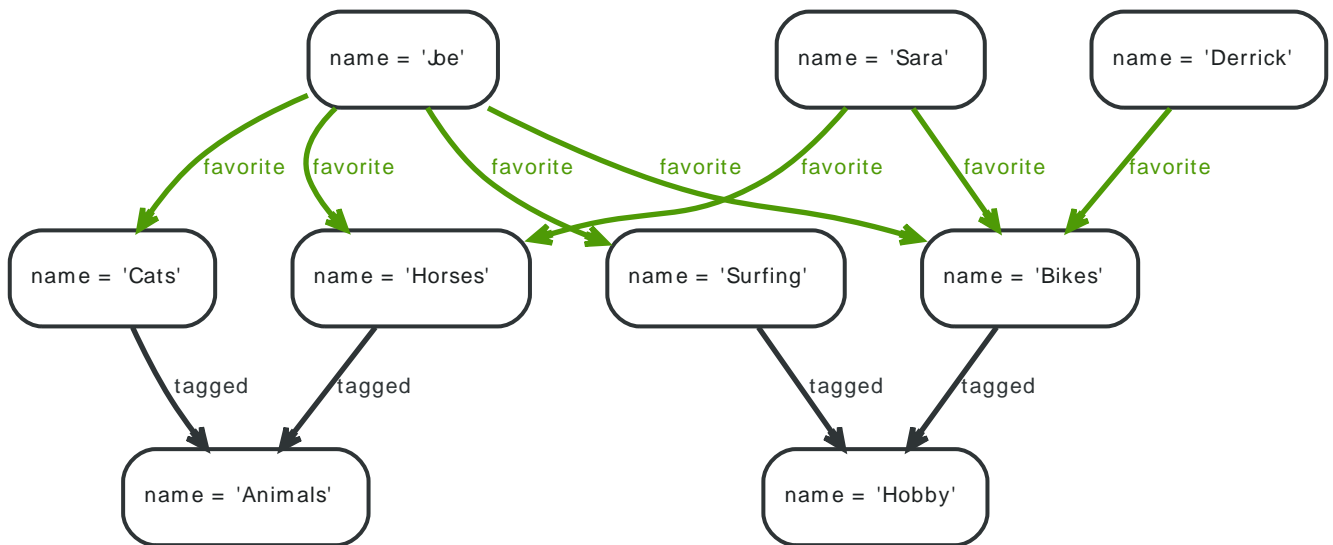 name = 'Joe'
name = 'Sara'
name = 'Derrick'
favorite
favorite
favorite
favorite
favorite
favorite
favorite
name = 'Cats'
name = 'Horses'
name = 'Surfing'
name = 'Bikes'
tagged
tagged
tagged
tagged
name = 'Animals'
name = 'Hobby'